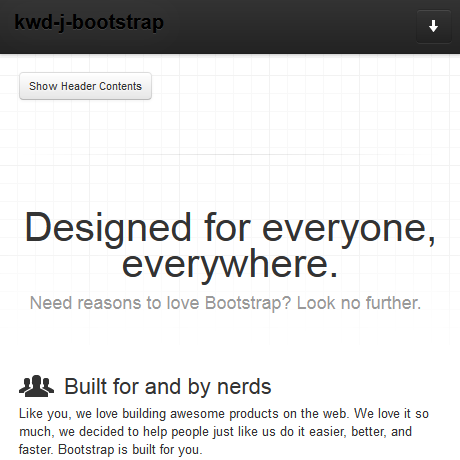 kwd-j-bootstrap
Show Header Contents
Designed for everyone,
everywhere.
Need reasons to love Bootstrap? Look no further.
Built for and by nerds
Like you, we love building awesome products on the web. We love it so
much, we decided to help people just like us do it easier, better, and
faster. Bootstrap is built for you.